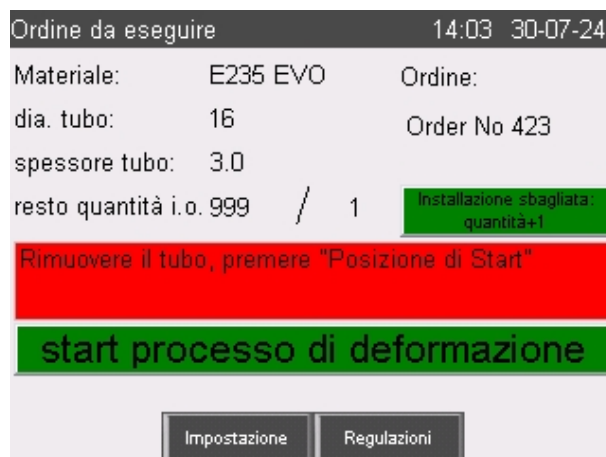 Ordine da eseguire 14:03 30-07-24
Materiale: E235 EVO Ordine:
dia. tubo: 16 Order No 423
spessore tubo: 3.0
resto quantità i.o. 999 / 1
Installazione sbagliata:
quantità+1
Rimuovere il tubo, premere "Posizione di Start"
start processo di deformazione
Impostazione Regulazioni